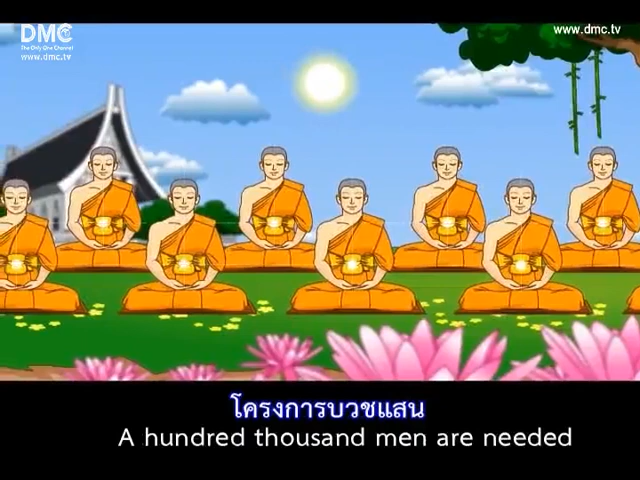 DMC
The Only One Channel
www.dmc.tv
www.dmc.tv
โครงการบวชแสน
A hundred thousand men are needed